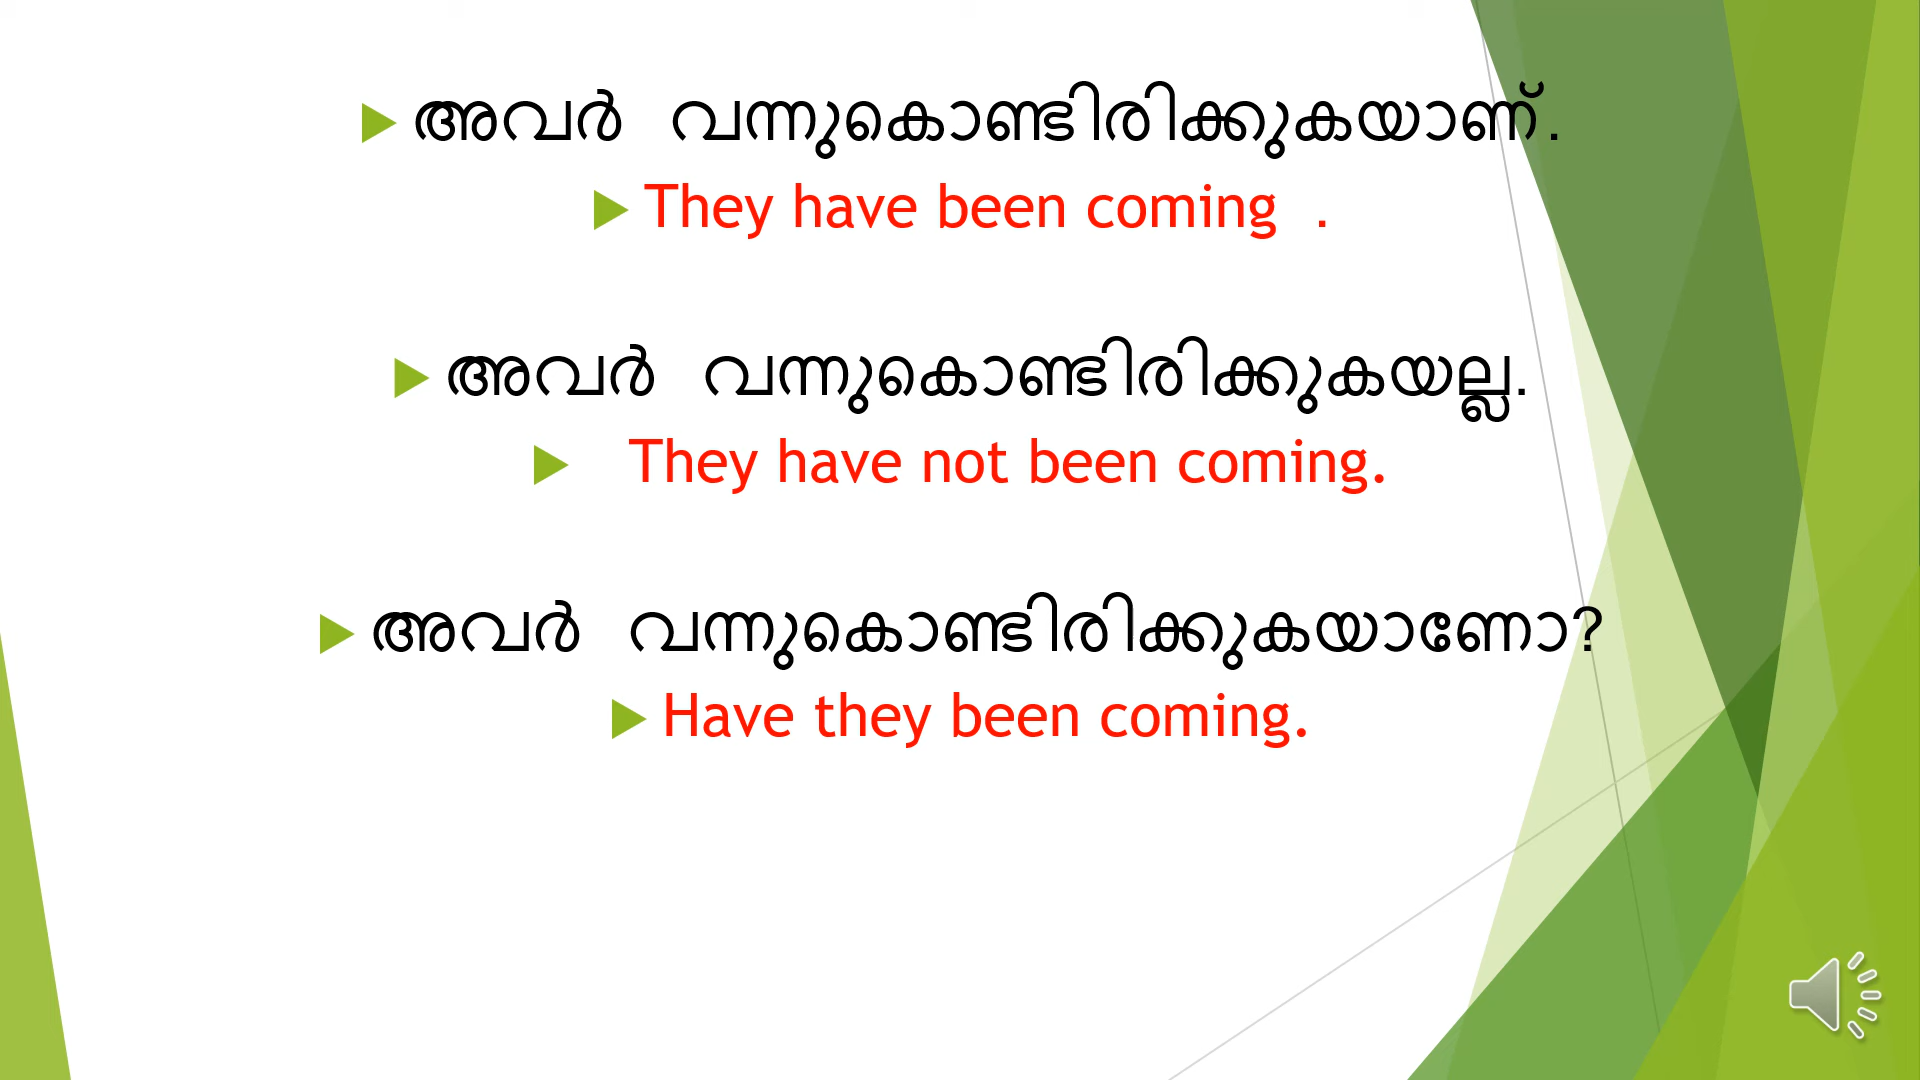 അവർ വന്നുകൊണ്ടിരിക്കുകയാണ്.
They have been coming .
അവർ വന്നുകൊണ്ടിരിക്കുകയല്ല.
They have not been coming.
അവർ വന്നുകൊണ്ടിരിക്കുകയാണോ?
Have they been coming.